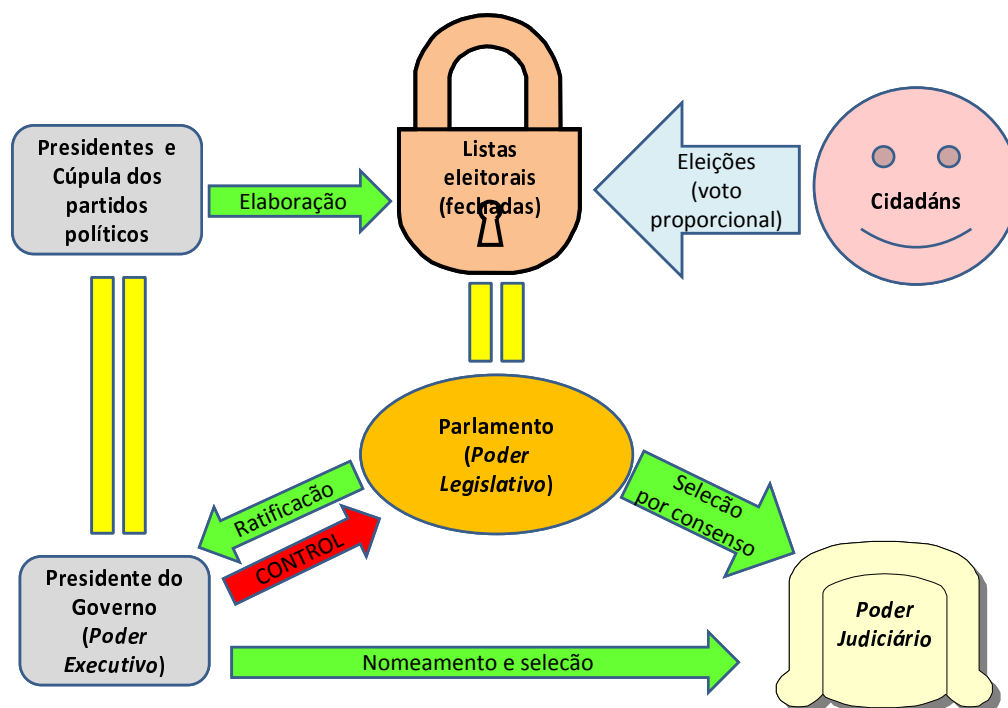 Presidentes e
Cúpula dos
partidos
políticos
Elaboração
Listas
eleitorais
(fechadas)
Eleições
(voto
proporcional)
Cidadáns
Parlamento
(Poder
Legislativo)
Ratificacão
CONTROL
Selecão
por consenso
Presidente do
Governo
(Poder
Executivo)
Nomeamento e selecão
Poder
Judiciário